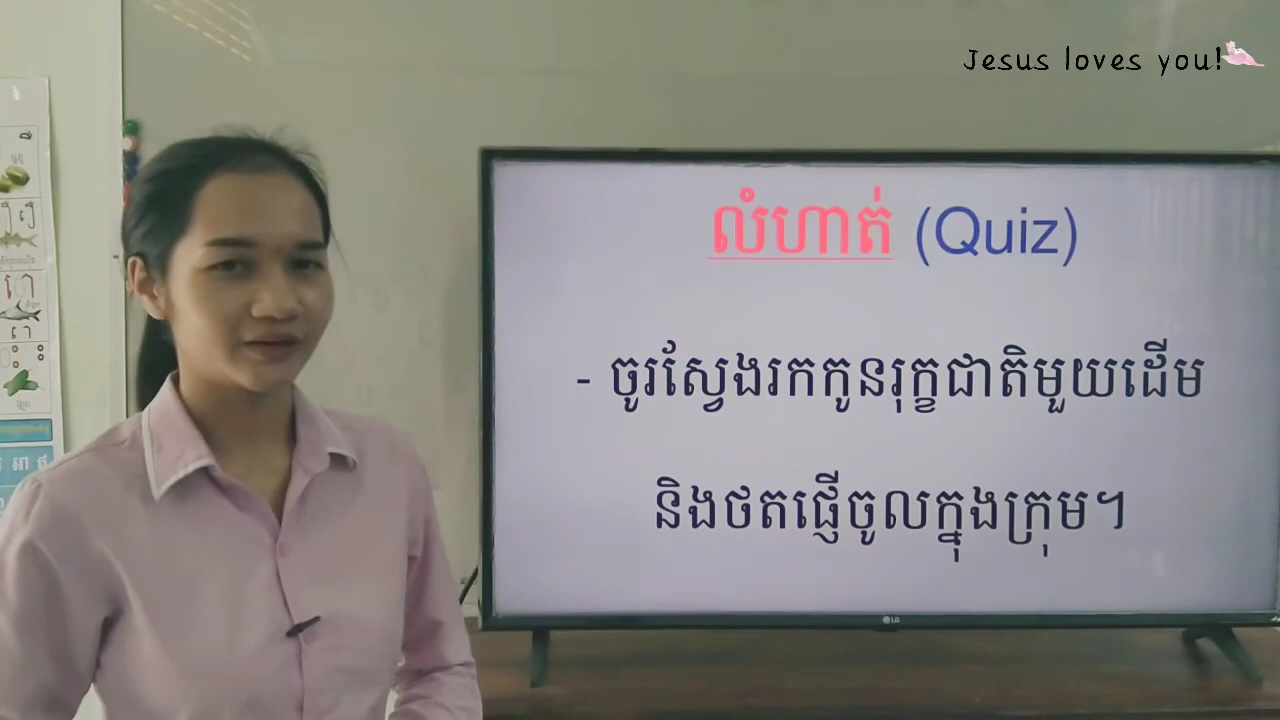 Jesus loves you!
លំហាត់ (Quiz)
- ចូរស្វែងរកកូនរុក្ខជាតិមួយដើម
និងថតផ្ញើចូលក្នុងក្រុម។
LG